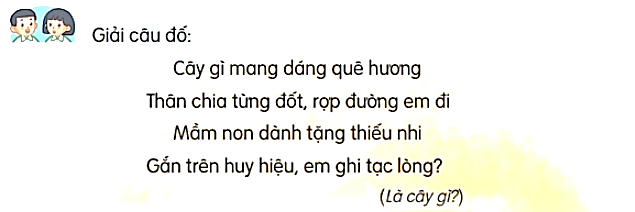 Giải câu đố:
Cây gì mang dáng quê hương
Thân chia từng đốt, rợp đường em đi
Mầm non dành tặng thiếu nhi
Gắn trên huy hiệu, em ghi tạc lòng?
(Là cây gì?)